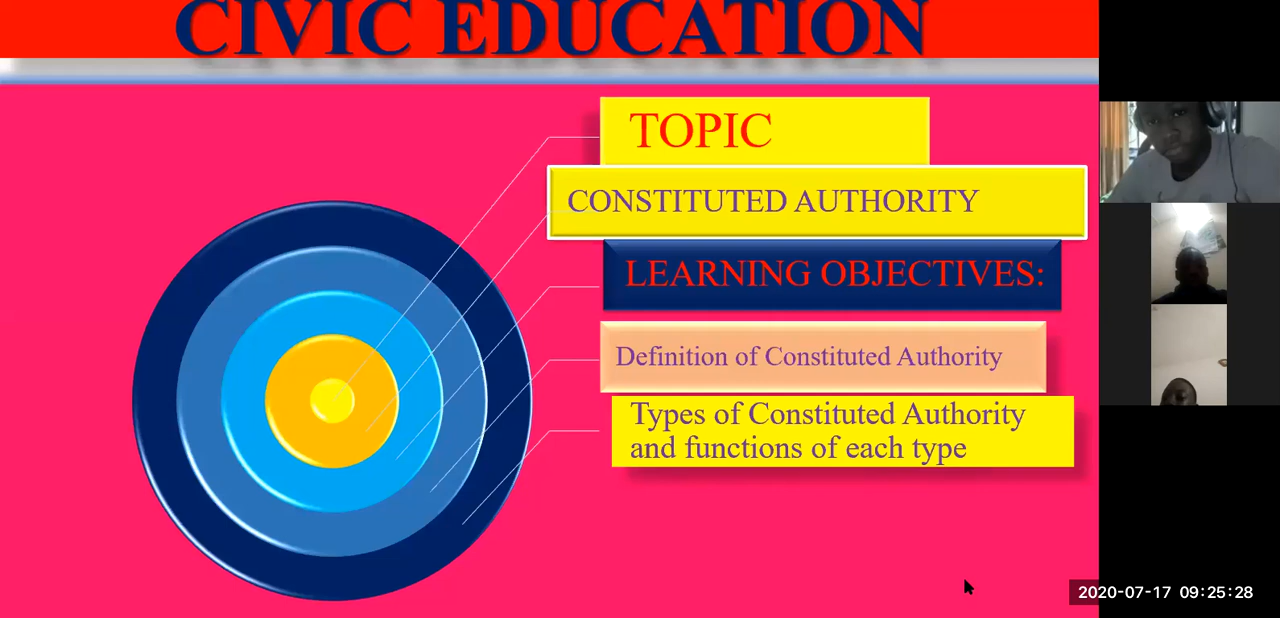 CIVIC EDUCATION
TOPIC
CONSTITUTED AUTHORITY
LEARNING OBJECTIVES:
Definition of Constituted Authority
Types of Constituted Authority
and functions of each type
2020-07-17 09:25:28